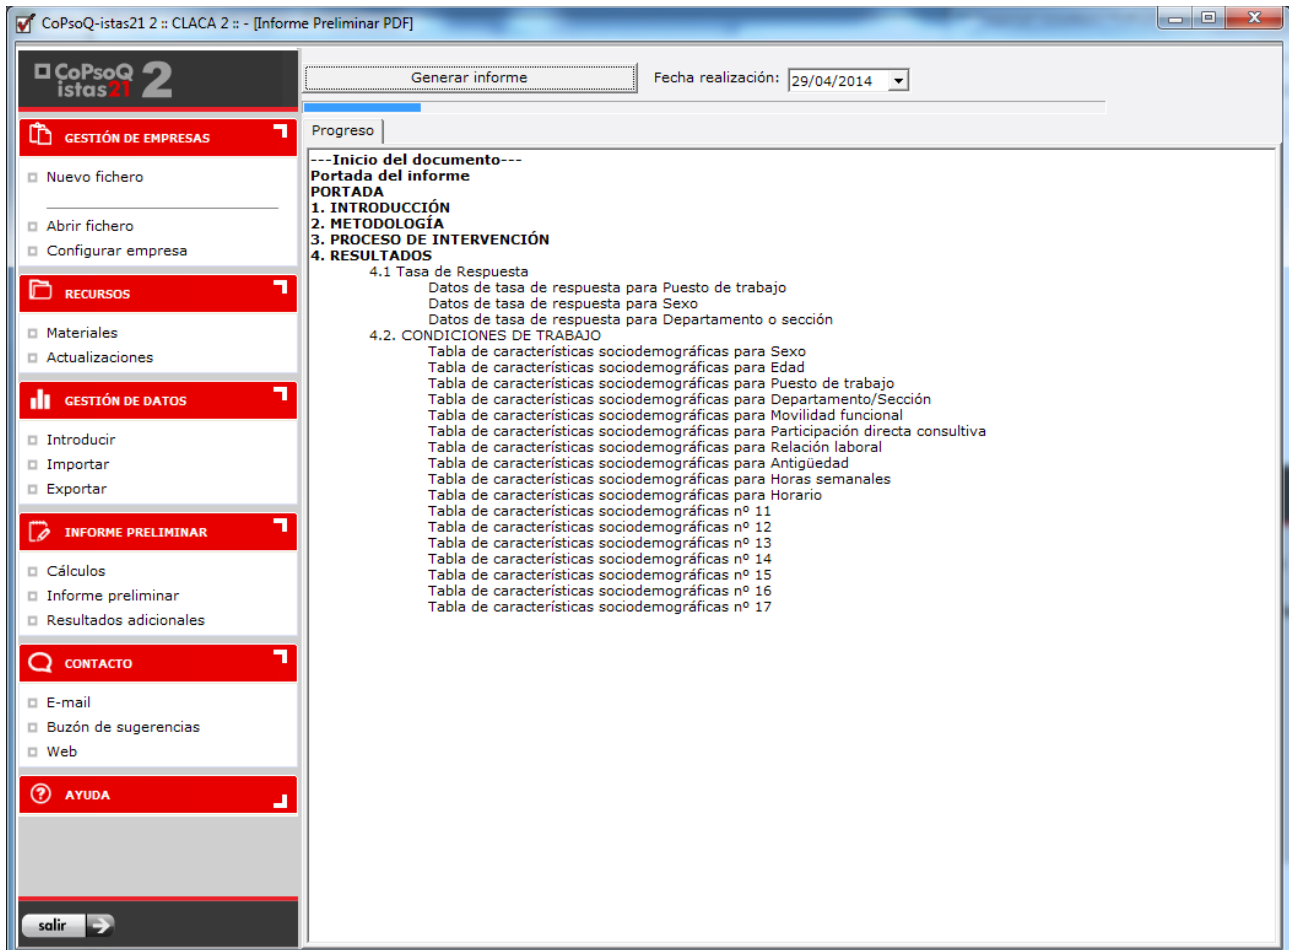 CoPsoQ-istas21 2 :: CLACA 2 :: - [Informe Preliminar PDF]
CoPsoQ 2
istas21
GESTIÓN DE EMPRESAS
Nuevo fichero
Abrir fichero
Configurar empresa
RECURSOS
Materiales
Actualizaciones
GESTIÓN DE DATOS
Introducir
Importar
Exportar
INFORME PRELIMINAR
Cálculos
Informe preliminar
Resultados adicionales
CONTACTO
E-mail
Buzón de sugerencias
Web
AYUDA
salir
Generar informe
Fecha realización: 29/04/2014
Progreso
---Inicio del documento---
Portada del informe
PORTADA
1. INTRODUCCIÓN
2. METODOLOGÍA
3. PROCESO DE INTERVENCIÓN
4. RESULTADOS
4.1 Tasa de Respuesta
Datos de tasa de respuesta para Puesto de trabajo
Datos de tasa de respuesta para Sexo
Datos de tasa de respuesta para Departamento o sección
4.2. CONDICIONES DE TRABAJO
Tabla de características sociodemográficas para Sexo
Tabla de características sociodemográficas para Edad
Tabla de características sociodemográficas para Puesto de trabajo
Tabla de características sociodemográficas para Departamento/Sección
Tabla de características sociodemográficas para Movilidad funcional
Tabla de características sociodemográficas para Participación directa consultiva
Tabla de características sociodemográficas para Relación laboral
Tabla de características sociodemográficas para Antigüedad
Tabla de características sociodemográficas para Horas semanales
Tabla de características sociodemográficas para Horario
Tabla de características sociodemográficas nº 11
Tabla de características sociodemográficas nº 12
Tabla de características sociodemográficas nº 13
Tabla de características sociodemográficas nº 14
Tabla de características sociodemográficas nº 15
Tabla de características sociodemográficas nº 16
Tabla de características sociodemográficas nº 17